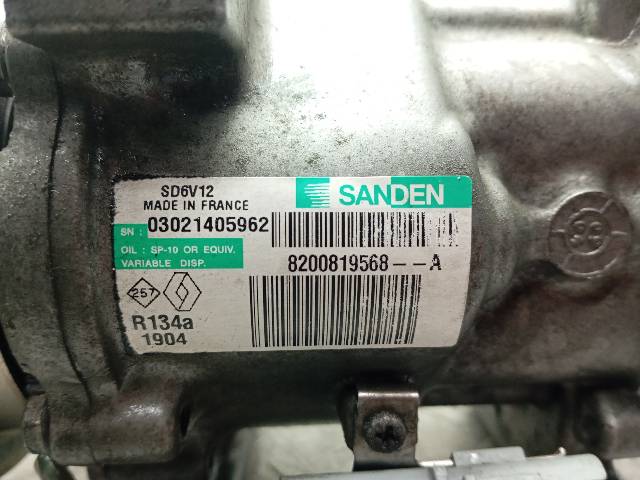 SD6V12
MADE IN FRANCE
SANDEN
SN : 03021405962
OIL : SP-10 OR EQUIV.
VARIABLE DISP.
8200819568--A
257
R134a
1904